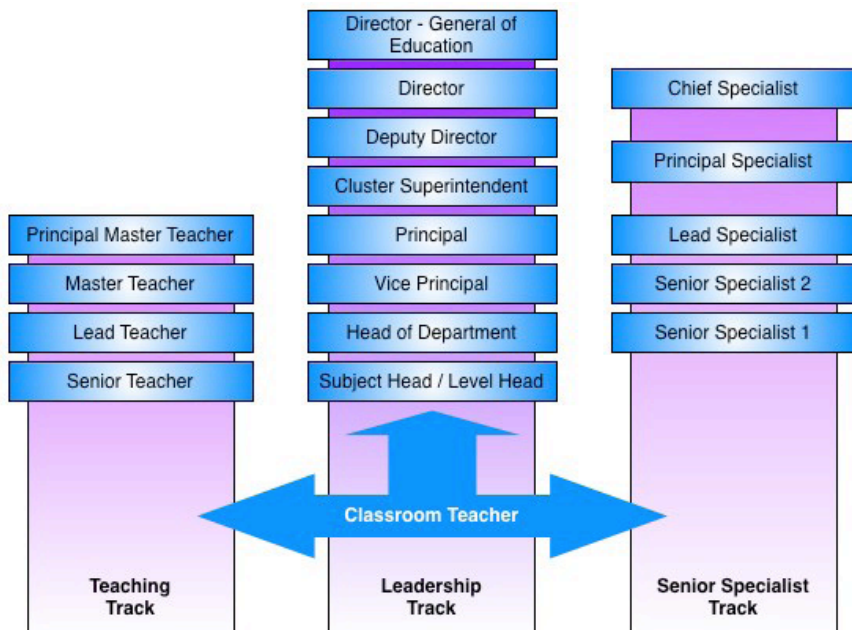 Principal Master Teacher
Master Teacher
Lead Teacher
Senior Teacher
Teaching
Track
Director - General of
Education
Director
Deputy Director
Cluster Superintendent
Principal
Vice Principal
Head of Department
Subject Head / Level Head
Classroom Teacher
Leadership
Track
Chief Specialist
Principal Specialist
Lead Specialist
Senior Specialist 2
Senior Specialist 1
Senior Specialist
Track